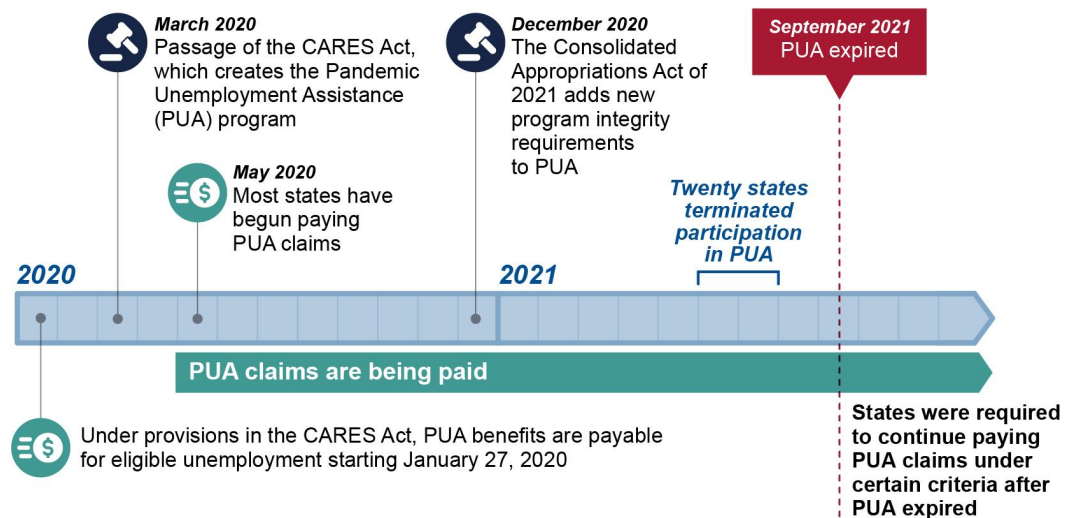 March 2020
Passage of the CARES Act,
which creates the Pandemic
Unemployment Assistance
(PUA) program
December 2020
The Consolidated
Appropriations Act of
2021 adds new
program integrity
requirements
to PUA
September 2021
PUA expired
May 2020
Most states have
begun paying
PUA claims
Twenty states
terminated
participation
in PUA
2020
2021
PUA claims are being paid
Under provisions in the CARES Act, PUA benefits are payable
for eligible unemployment starting January 27, 2020
States were required
to continue paying
PUA claims under
certain criteria after
PUA expired